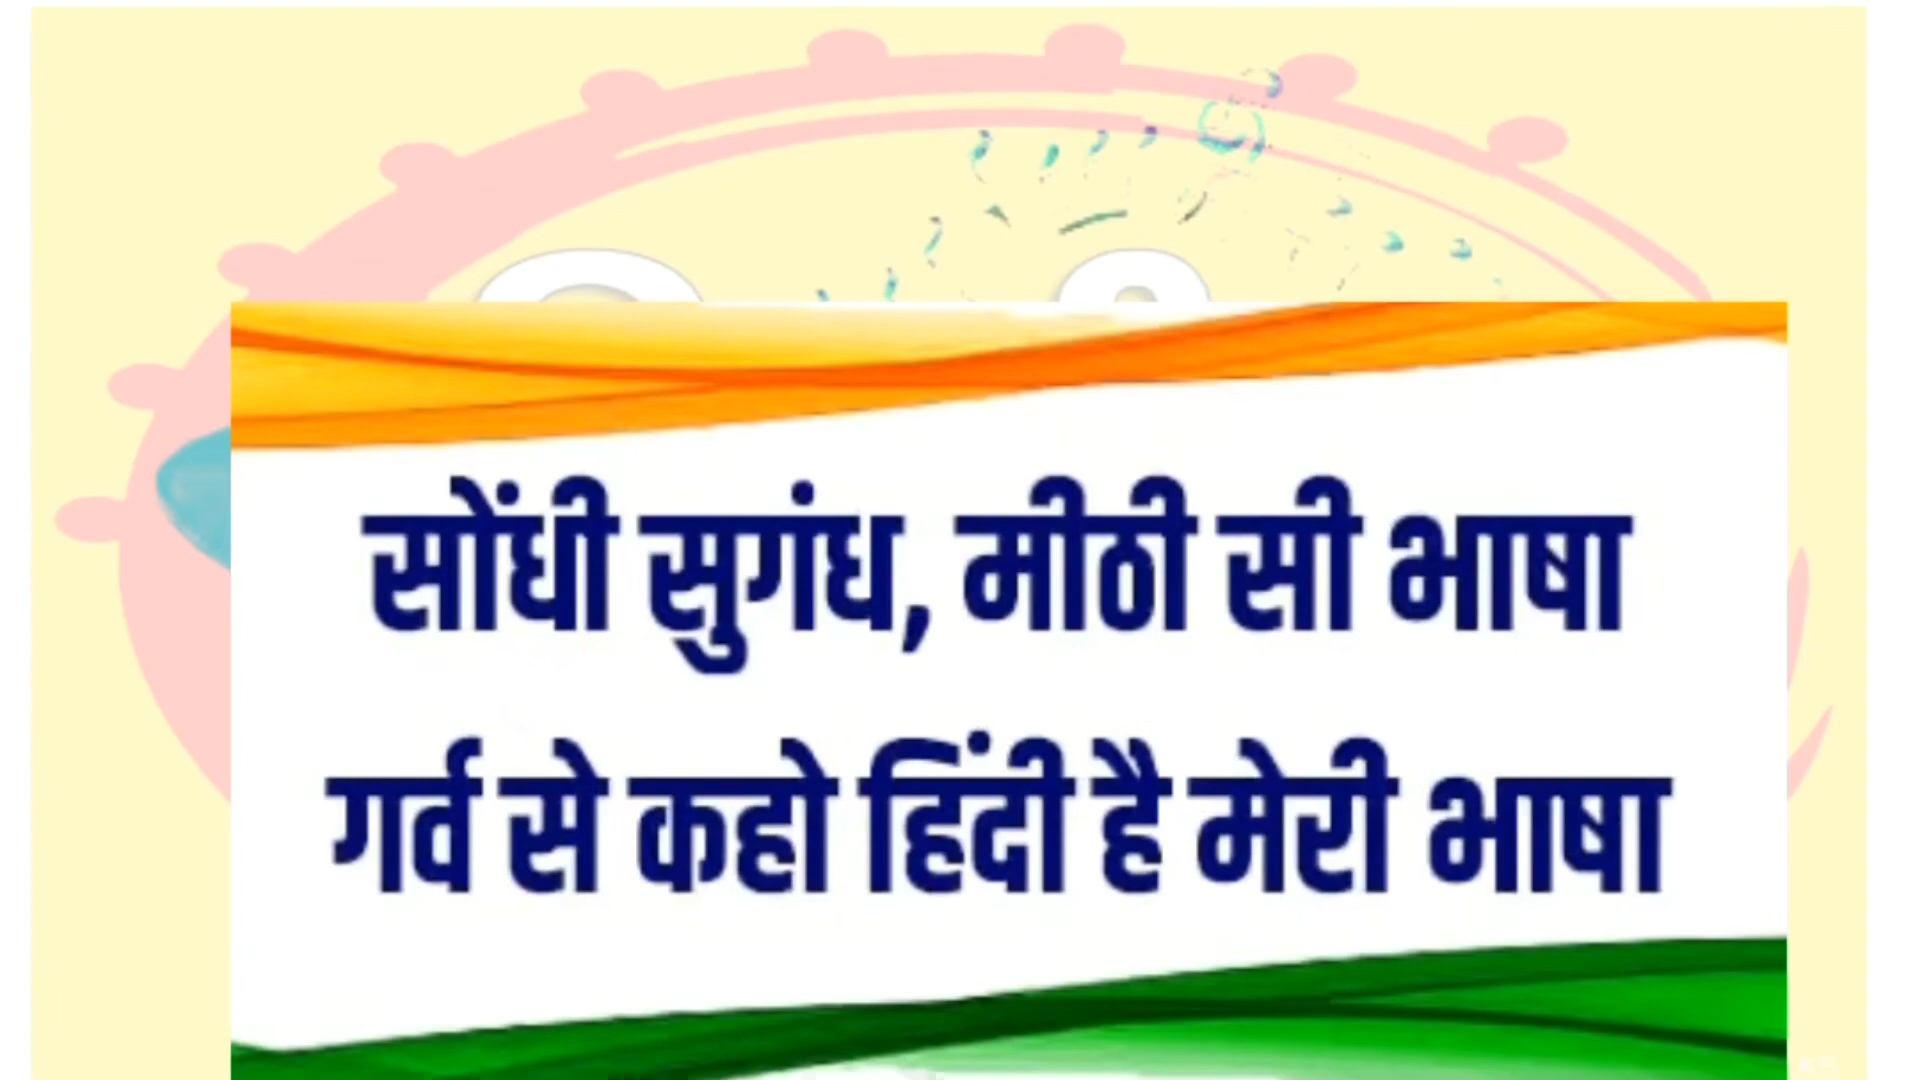 सोंधी सुगंध, मीठी सी भाषा
गर्व से कहो हिंदी है मेरी भाषा